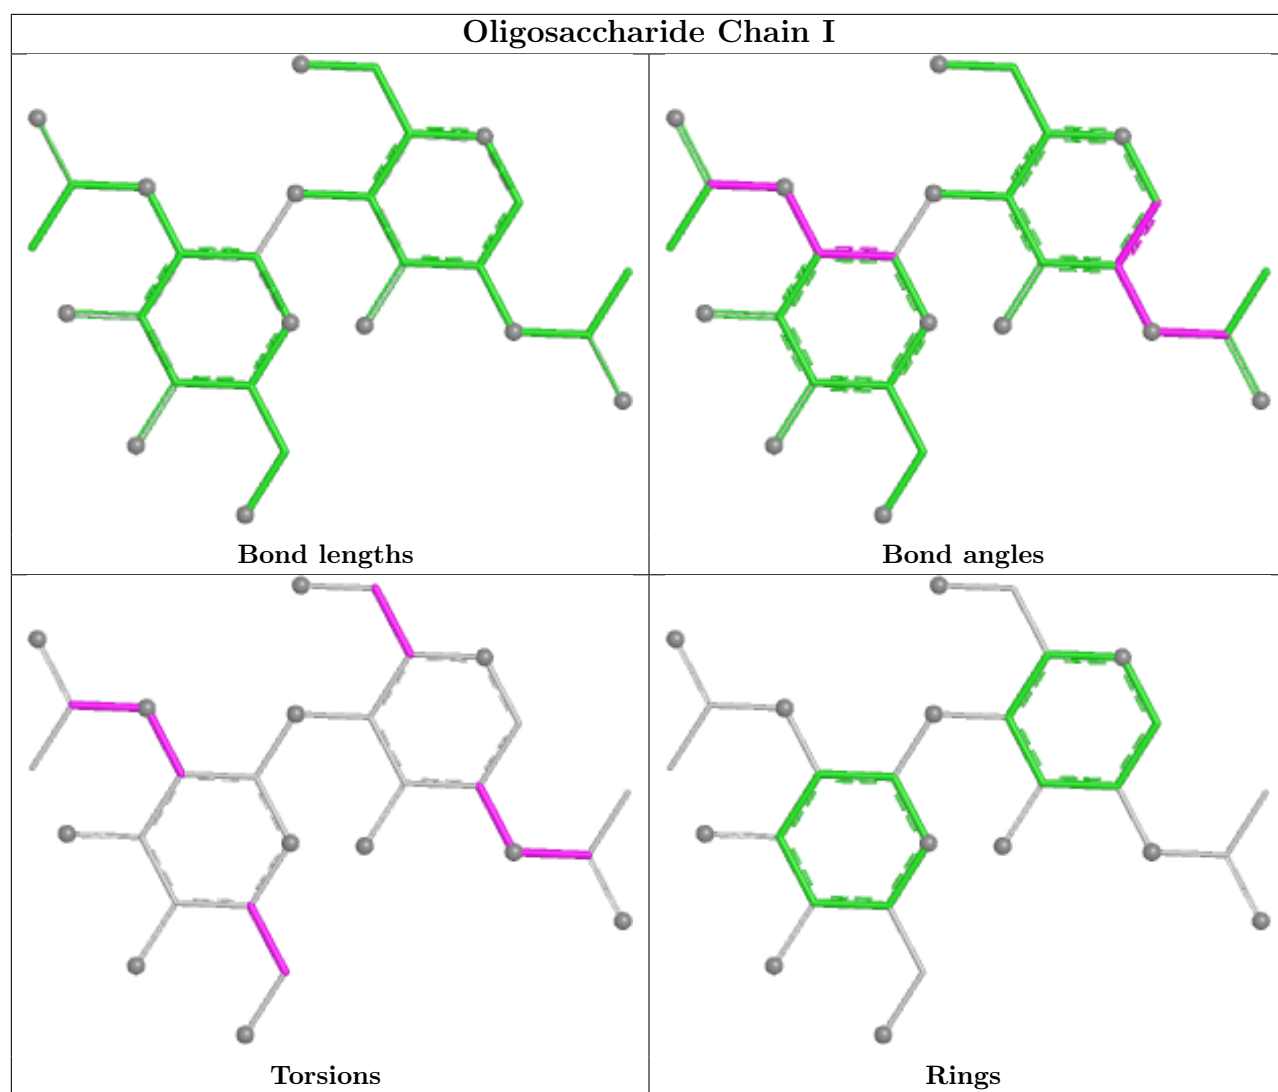 Oligosaccharide Chain I
Bond lengths
Bond angles
Torsions
Rings